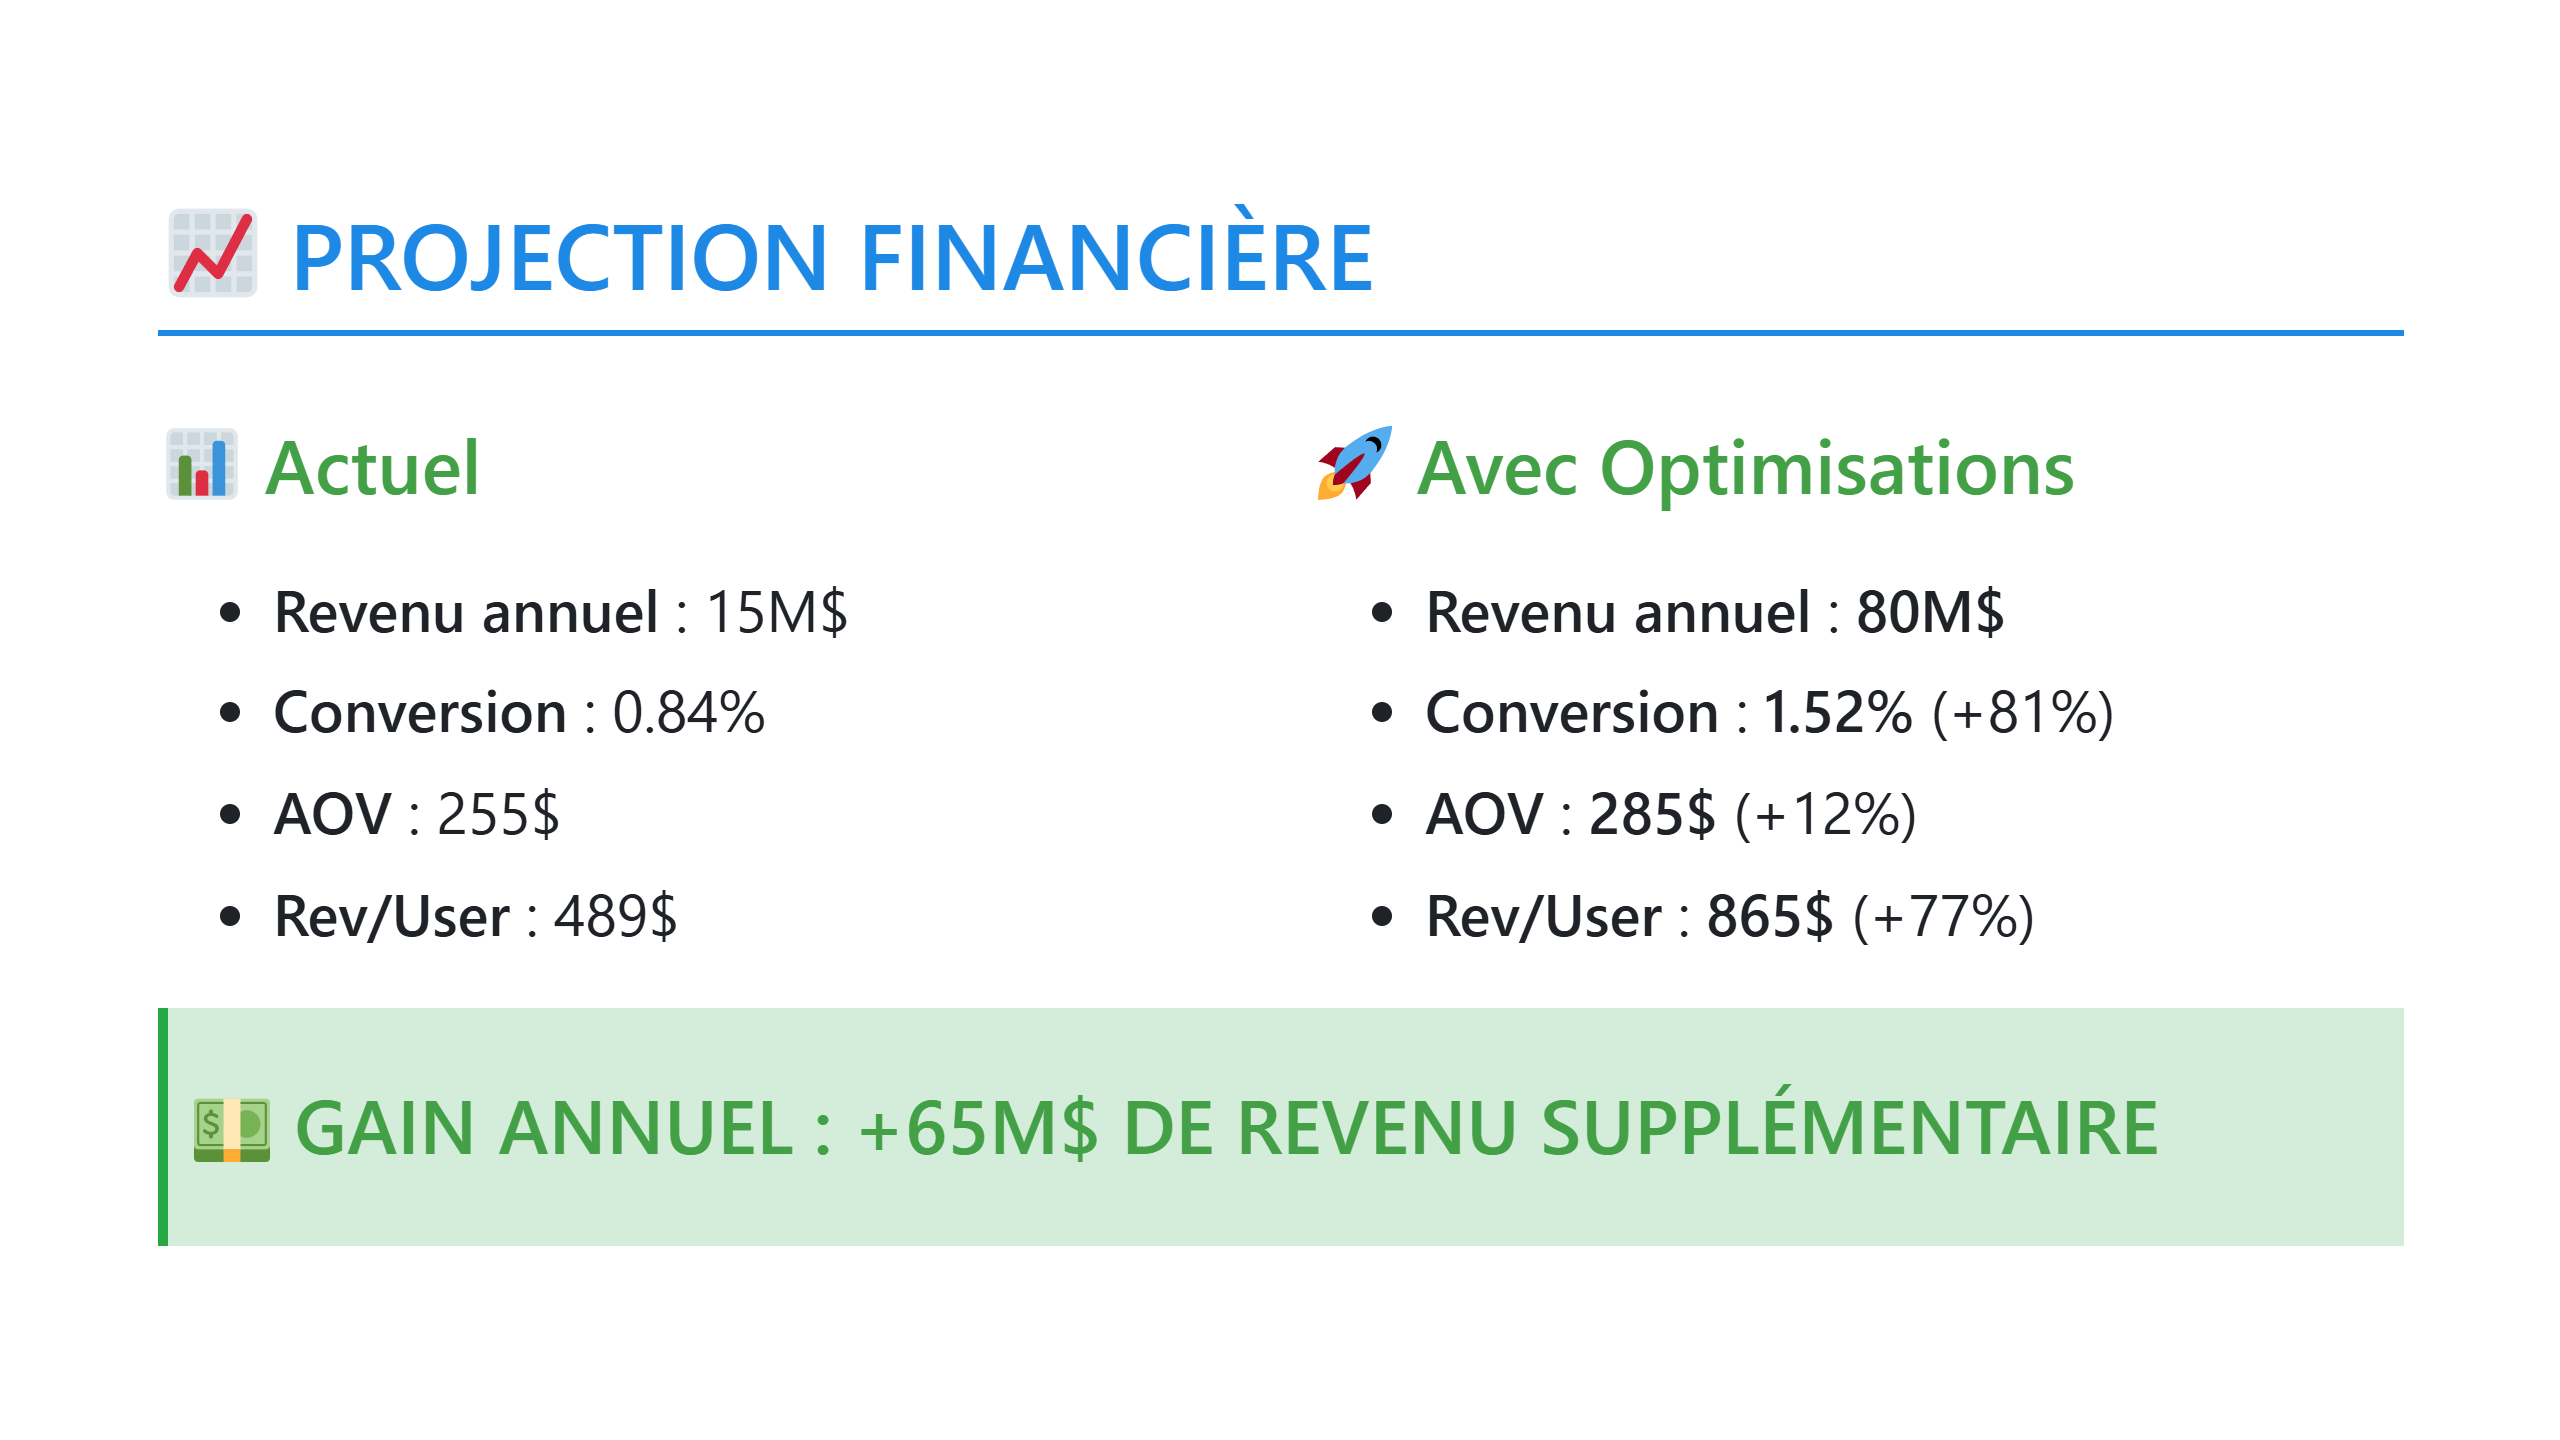 PROJECTION FINANCIÈRE
Actuel
Revenu annuel : 15M$
Conversion : 0.84%
AOV : 255$
Rev/User : 489$
Avec Optimisations
Revenu annuel : 80M$
Conversion : 1.52% (+81%)
AOV : 285$ (+12%)
Rev/User : 865$ (+77%)
GAIN ANNUEL : +65M$ DE REVENU SUPPLÉMENTAIRE